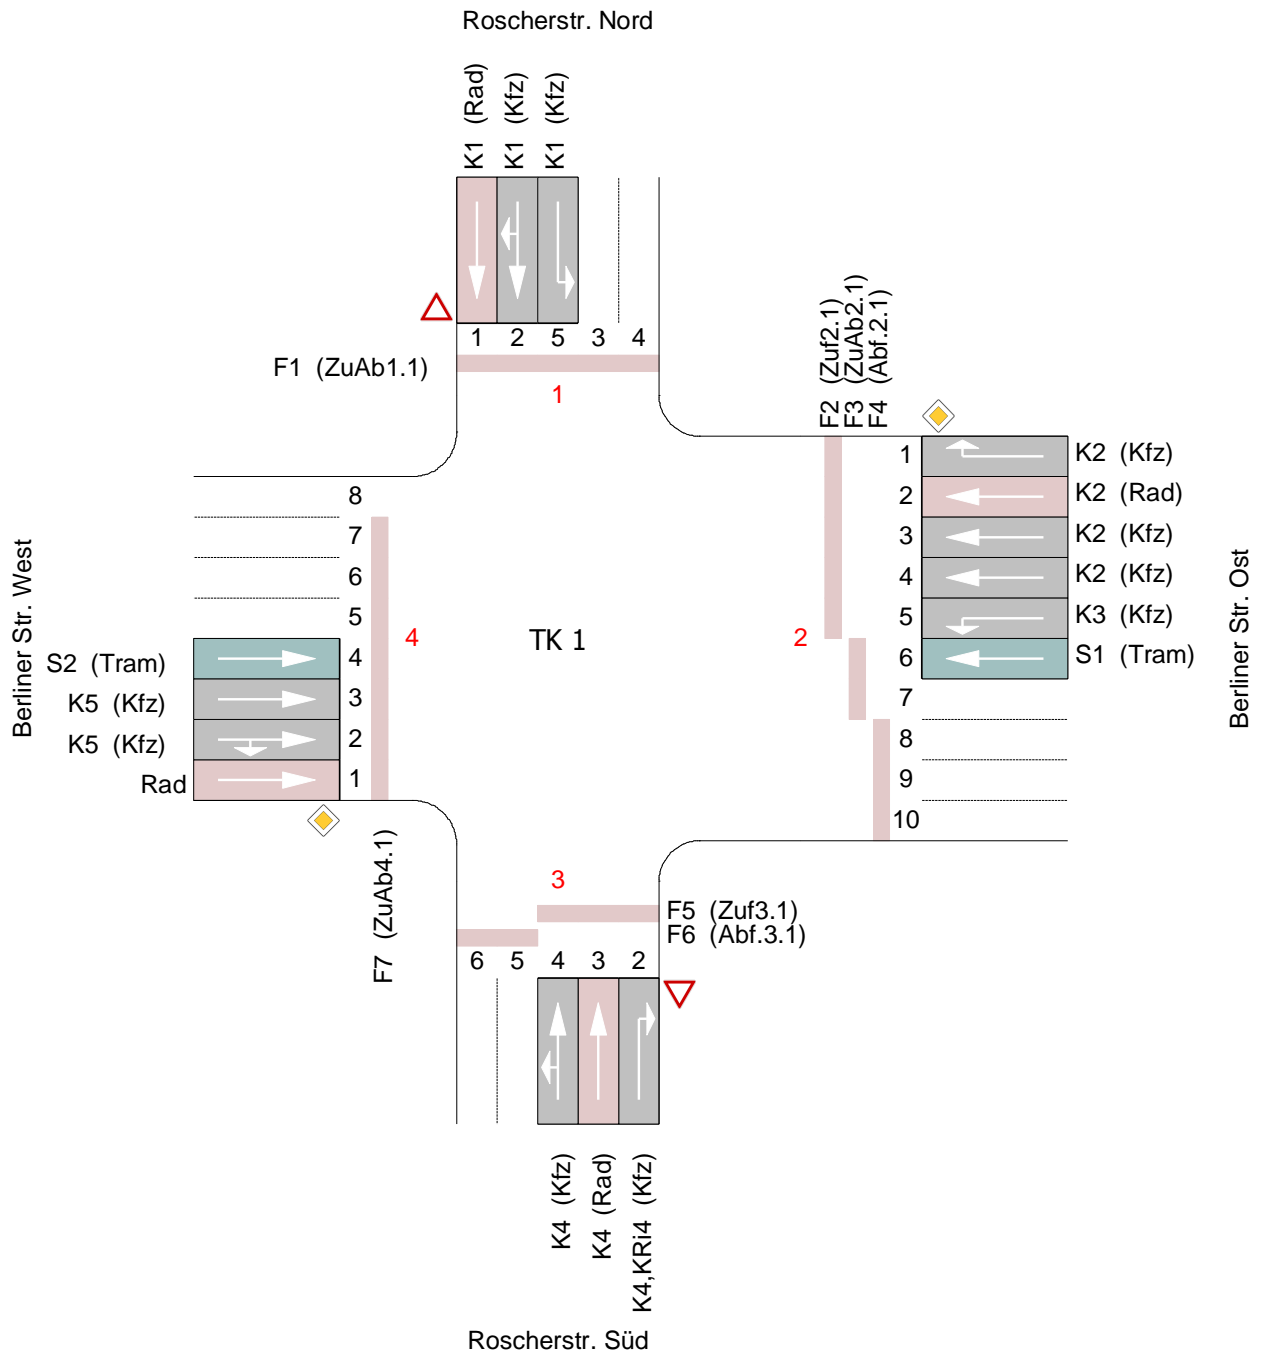 Roscherstr. Nord
K1 (Rad)
K1 (Kfz)
K1 (Kfz)
1 2 5 3 4
F1 (ZuAb1.1)
1
F2 (Zuf2.1)
F3 (ZuAb2.1)
F4 (Abf.2.1)
1 K2 (Kfz)
2 K2 (Rad)
3 K2 (Kfz)
4 K2 (Kfz)
5 K3 (Kfz)
6 S1 (Tram)
7
8
9
10
2
Berliner Str. Ost
TK 1
Berliner Str. West
8
7
6
5
S2 (Tram) 4
K5 (Kfz) 3
K5 (Kfz) 2
Rad 1
4
F7 (ZuAb4.1)
3
F5 (Zuf3.1)
F6 (Abf.3.1)
6 5 4 3 2
K4 (Kfz)
K4 (Rad)
K4,KRi4 (Kfz)
Roscherstr. Süd